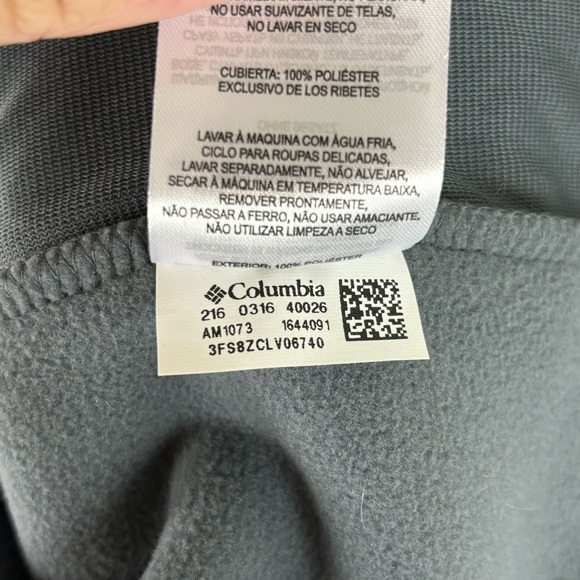 NO USAR SUAVIZANTE DE TELAS,
NO LAVAR EN SECO
CUBIERTA: 100% POLIÉSTER
EXCLUSIVO DE LOS RIBETES
LAVAR À MAQUINA COM ÁGUA FRIA,
CICLO PARA ROUPAS DELICADAS,
LAVAR SEPARADAMENTE, NÃO ALVEJAR,
SECAR À MÁQUINA EM TEMPERATURA BAIXA,
REMOVER PRONTAMENTE,
NÃO PASSAR A FERRO, NÃO USAR AMACIANTE,
NÃO UTILIZAR LIMPEZA A SECO
EXTERIOR: 100% POLIÉSTER
Columbia
216 0316 40026
AM1073 1644091
3FS8ZCLV06740